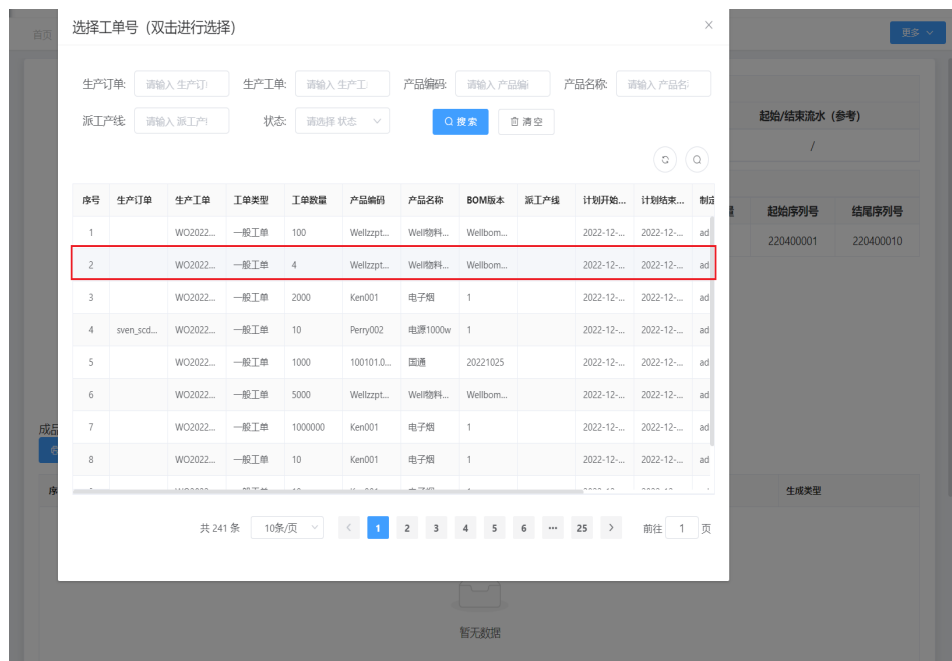 首页
选择工单号（双击进行选择）
更多
生产订单: 请输入 生产订 生产工单: 请输入 生产工 产品编码: 请输入 产品编 产品名称: 请输入 产品名
派工产线: 请输入 派工产 状态: 请选择 状态 搜索 清空
起始/结束流水（参考）
/
序号 生产订单 生产工单 工单类型 工单数量 产品编码 产品名称 BOM版本 派工产线 计划开始... 计划结束... 制定
起始序列号 结尾序列号
1 WO2022... 一般工单 100 Wellzzpt... Well物料... Wellbom... 2022-12-... 2022-12-... ad
220400001 220400010
2 WO2022... 一般工单 4 Wellzzpt... Well物料... Wellbom... 2022-12-... 2022-12-... ad
3 WO2022... 一般工单 2000 Ken001 电子烟 1 2022-12-... 2022-12-... ad
4 sven_scd... WO2022... 一般工单 10 Perry002 电源1000w 1 2022-12-... 2022-12-... ad
5 WO2022... 一般工单 1000 100101.0... 国通 20221025 2022-12-... 2022-12-... ad
6 WO2022... 一般工单 5000 Wellzzpt... Well物料... Wellbom... 2022-12-... 2022-12-... ad
7 WO2022... 一般工单 1000000 Ken001 电子烟 1 2022-12-... 2022-12-... ad
成品
8 WO2022... 一般工单 10 Ken001 电子烟 1 2022-12-... 2022-12-... ad
序
生成类型
共 241 条 10条/页 1 2 3 4 5 6 ... 25 前往 1 页
暂无数据